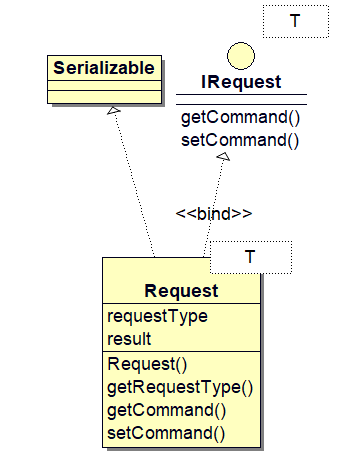 T
Serializable
IRequest
getCommand()
setCommand()
<<bind>>
T
Request
requestType
result
Request()
getRequestType()
getCommand()
setCommand()